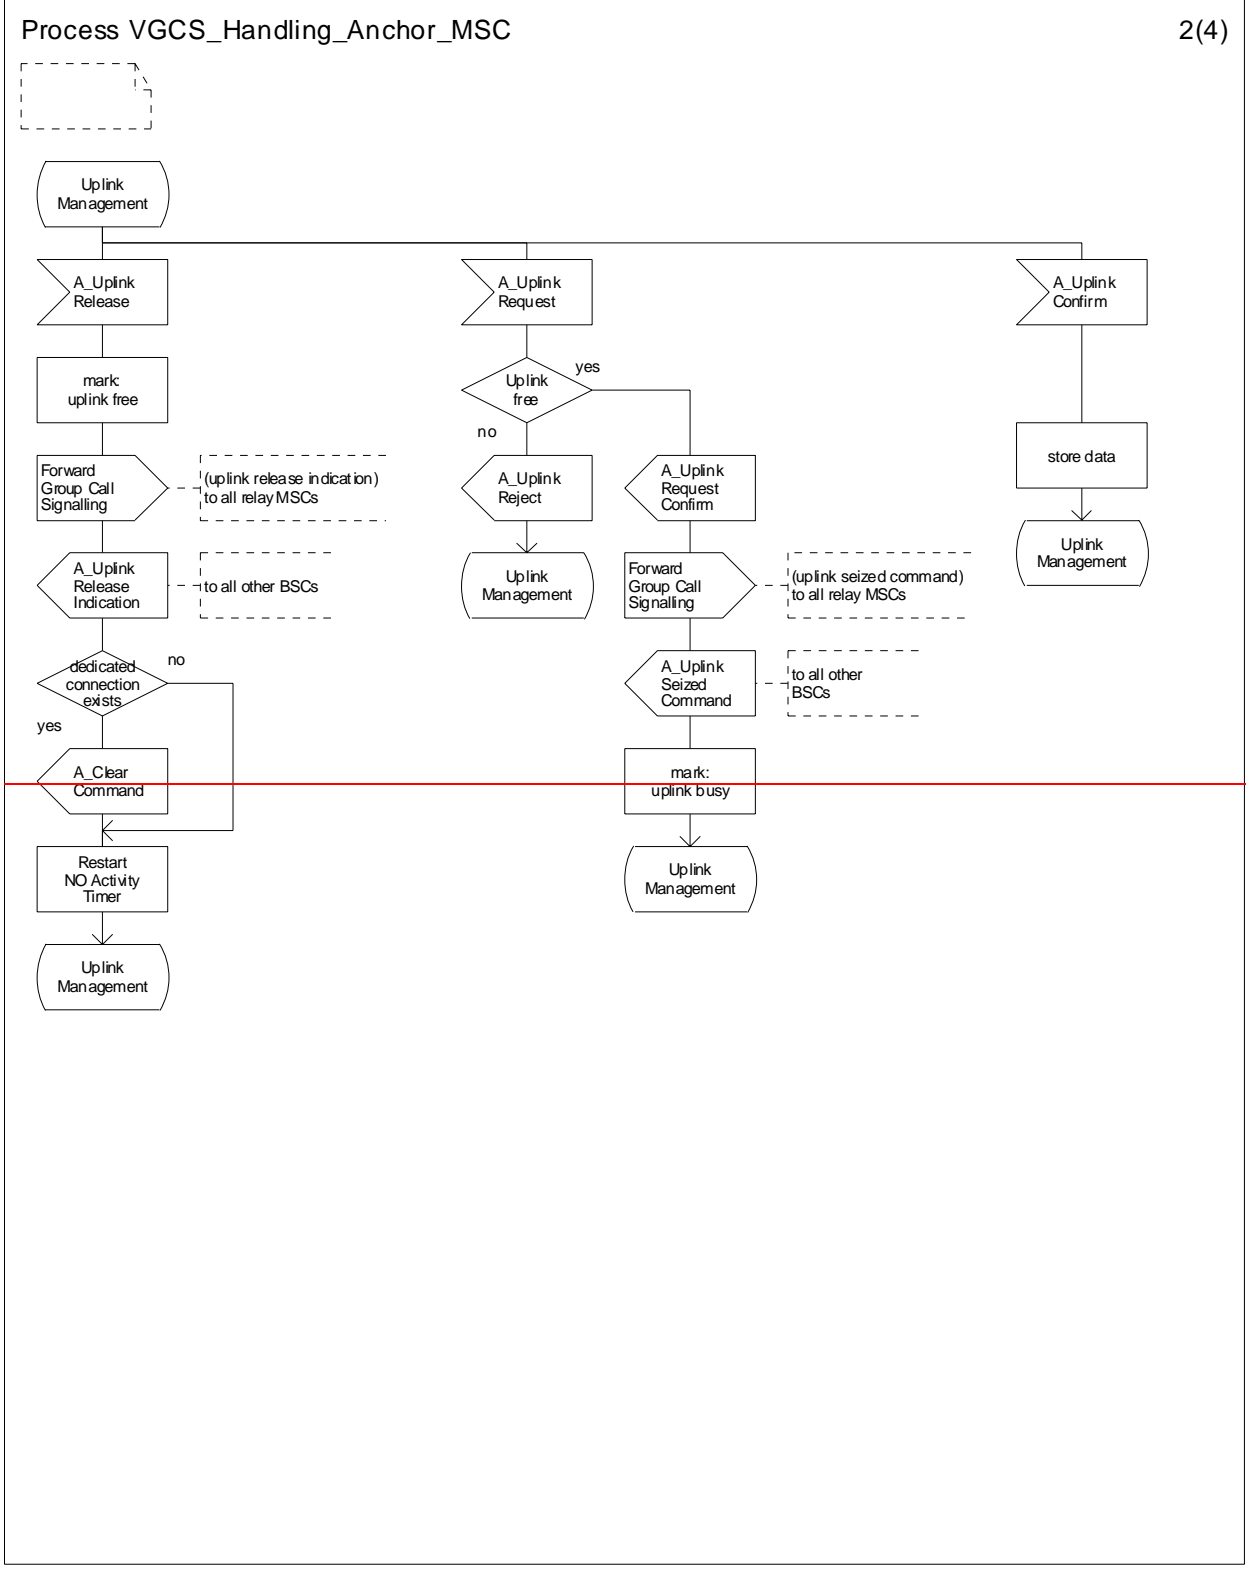 Process VGCS_Handling_Anchor_MSC
2(4)
Uplink
Management
A_Uplink
Release
mark:
uplink free
Forward
Group Call
Signalling
(uplink release indication)
to all relay MSCs
A_Uplink
Release
Indication
to all other BSCs
dedicated
connection
exists
no
yes
A_Clear
Command
Restart
NO Activity
Timer
Uplink
Management
A_Uplink
Request
Uplink
free
yes
no
A_Uplink
Reject
Uplink
Management
A_Uplink
Request
Confirm
Forward
Group Call
Signalling
(uplink seized command)
to all relay MSCs
A_Uplink
Seized
Command
to all other
BSCs
mark:
uplink busy
Uplink
Management
A_Uplink
Confirm
store data
Uplink
Management